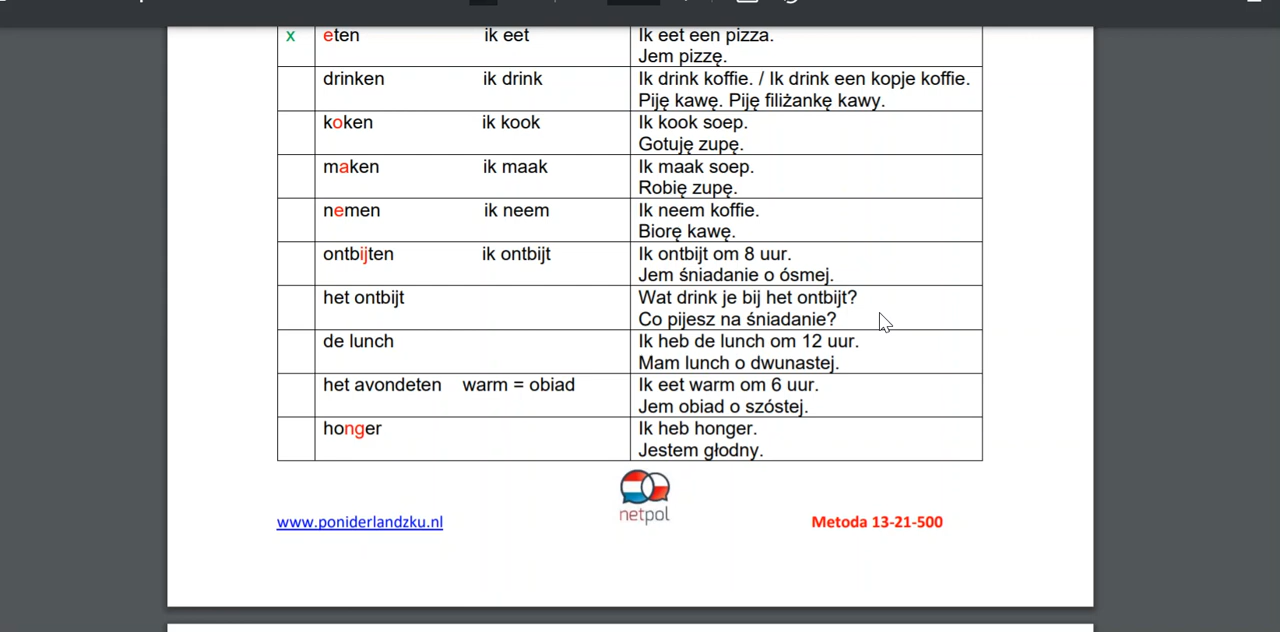 x eten ik eet Ik eet een pizza.
Jem pizzę.
drinken ik drink Ik drink koffie. / Ik drink een kopje koffie.
Piję kawę. Piję filiżankę kawy.
koken ik kook Ik kook soep.
Gotuję zupę.
maken ik maak Ik maak soep.
Robię zupę.
nemen ik neem Ik neem koffie.
Biorę kawę.
ontbijten ik ontbijt Ik ontbijt om 8 uur.
Jem śniadanie o ósmej.
het ontbijt Wat drink je bij het ontbijt?
Co pijesz na śniadanie?
de lunch Ik heb de lunch om 12 uur.
Mam lunch o dwunastej.
het avondeten warm = obiad Ik eet warm om 6 uur.
Jem obiad o szóstej.
honger Ik heb honger.
Jestem głodny.
netpol
www.poniderlandzku.nl Metoda 13-21-500